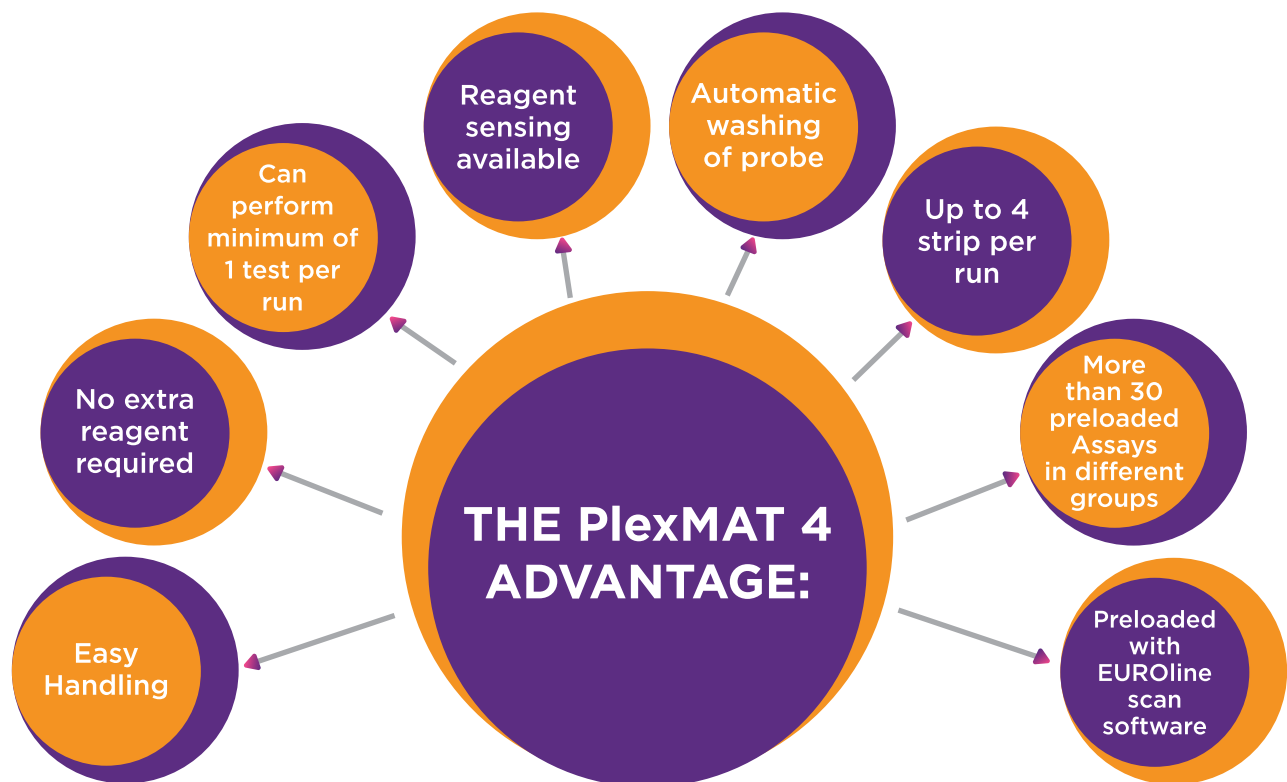 Reagent
sensing
available
Automatic
washing
of probe
Can
perform
minimum of
1 test per
run
Up to 4
strip per
run
No extra
reagent
required
More
than 30
preloaded
Assays
in different
groups
THE PlexMAT 4
ADVANTAGE:
Easy
Handling
Preloaded
with
EUROline
scan
software